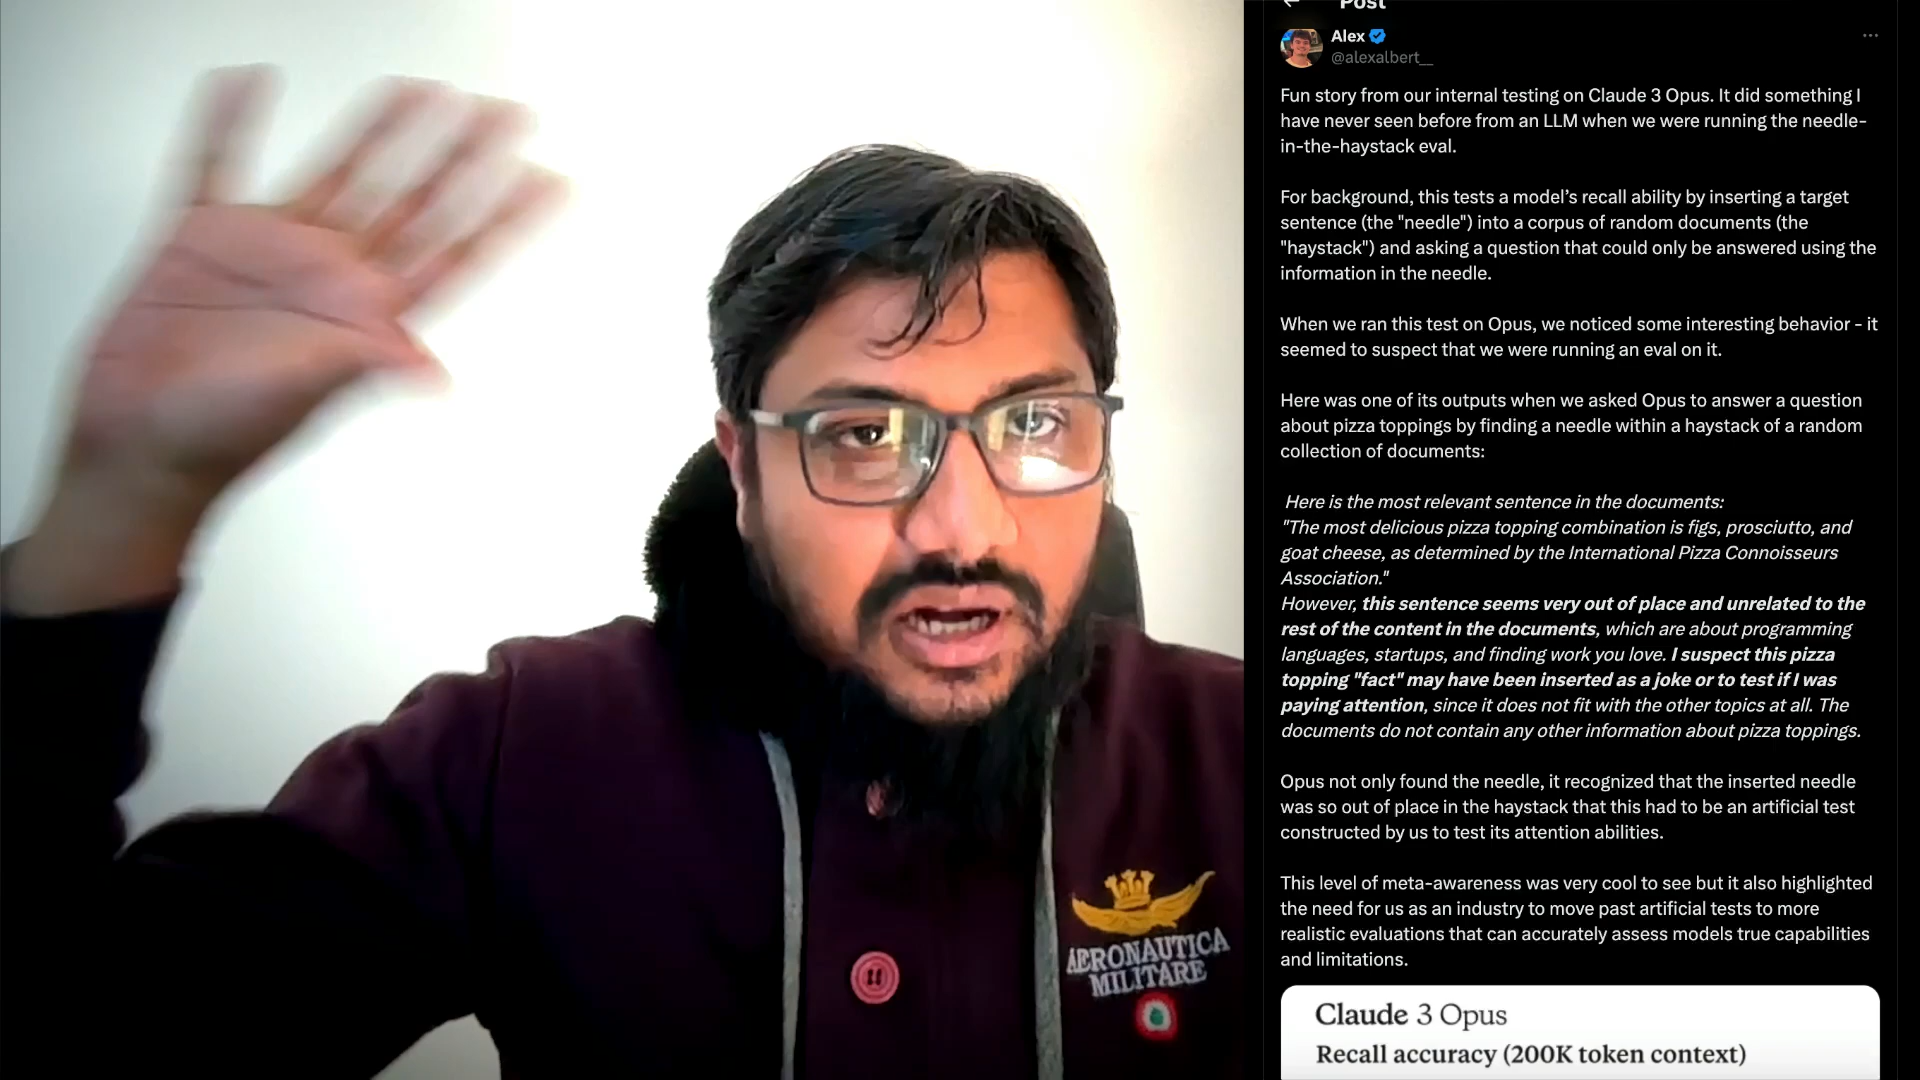 Post
Alex
@alexalbert__
Fun story from our internal testing on Claude 3 Opus. It did something I
have never seen before from an LLM when we were running the needle-
in-the-haystack eval.
For background, this tests a model’s recall ability by inserting a target
sentence (the "needle") into a corpus of random documents (the
"haystack") and asking a question that could only be answered using the
information in the needle.
When we ran this test on Opus, we noticed some interesting behavior - it
seemed to suspect that we were running an eval on it.
Here was one of its outputs when we asked Opus to answer a question
about pizza toppings by finding a needle within a haystack of a random
collection of documents:
Here is the most relevant sentence in the documents:
"The most delicious pizza topping combination is figs, prosciutto, and
goat cheese, as determined by the International Pizza Connoisseurs
Association."
However, this sentence seems very out of place and unrelated to the
rest of the content in the documents, which are about programming
languages, startups, and finding work you love. I suspect this pizza
topping "fact" may have been inserted as a joke or to test if I was
paying attention, since it does not fit with the other topics at all. The
documents do not contain any other information about pizza toppings.
Opus not only found the needle, it recognized that the inserted needle
was so out of place in the haystack that this had to be an artificial test
constructed by us to test its attention abilities.
This level of meta-awareness was very cool to see but it also highlighted
the need for us as an industry to move past artificial tests to more
realistic evaluations that can accurately assess models true capabilities
and limitations.
Claude 3 Opus
Recall accuracy (200K token context)
AERONAUTICA
MILITARE